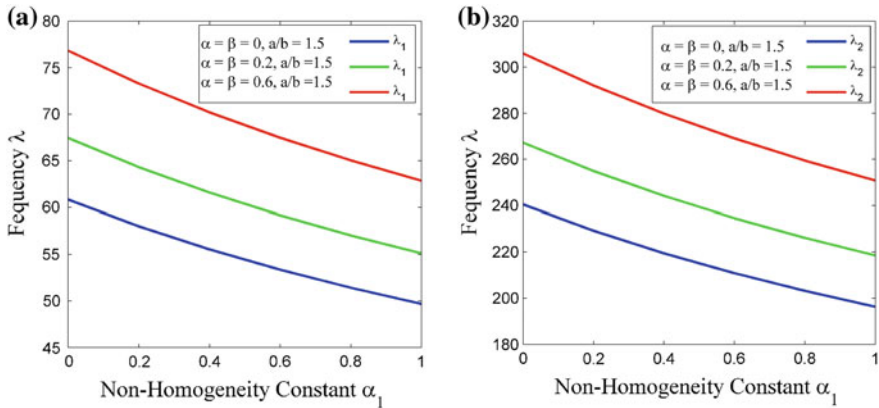 (a)
80
75
70
65
60
55
50
45
Fequency λ
α = β = 0, a/b = 1.5 λ1
α = β = 0.2, a/b =1.5 λ1
α = β = 0.6, a/b =1.5 λ1
0 0.2 0.4 0.6 0.8 1
Non-Homogeneity Constant α1
(b)
320
300
280
260
240
220
200
180
Fequency λ
α = β = 0, a/b = 1.5 λ2
α = β = 0.2, a/b =1.5 λ2
α = β = 0.6, a/b =1.5 λ2
0 0.2 0.4 0.6 0.8 1
Non-Homogeneity Constant α1